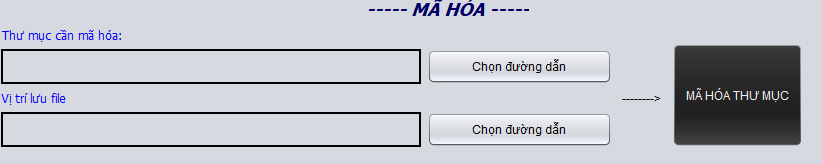 ----- MÃ HÓA -----
Thư mục cần mã hóa:
Chọn đường dẫn
Vị trí lưu file
Chọn đường dẫn
-------->
MÃ HÓA THƯ MỤC